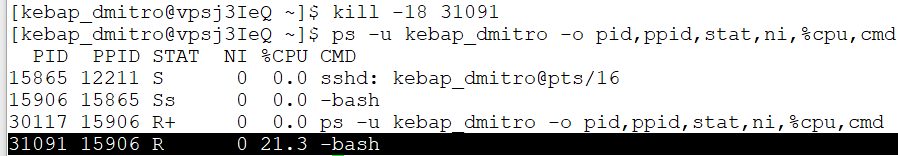 [kebap_dmitro@vpsj3IeQ ~]$ kill -18 31091
[kebap_dmitro@vpsj3IeQ ~]$ ps -u kebap_dmitro -o pid,ppid,stat,ni,%cpu,cmd
PID PPID STAT NI %CPU CMD
15865 12211 S 0 0.0 sshd: kebap_dmitro@pts/16
15906 15865 Ss 0 0.0 -bash
30117 15906 R+ 0 0.0 ps -u kebap_dmitro -o pid,ppid,stat,ni,%cpu,cmd
31091 15906 R 0 21.3 -bash